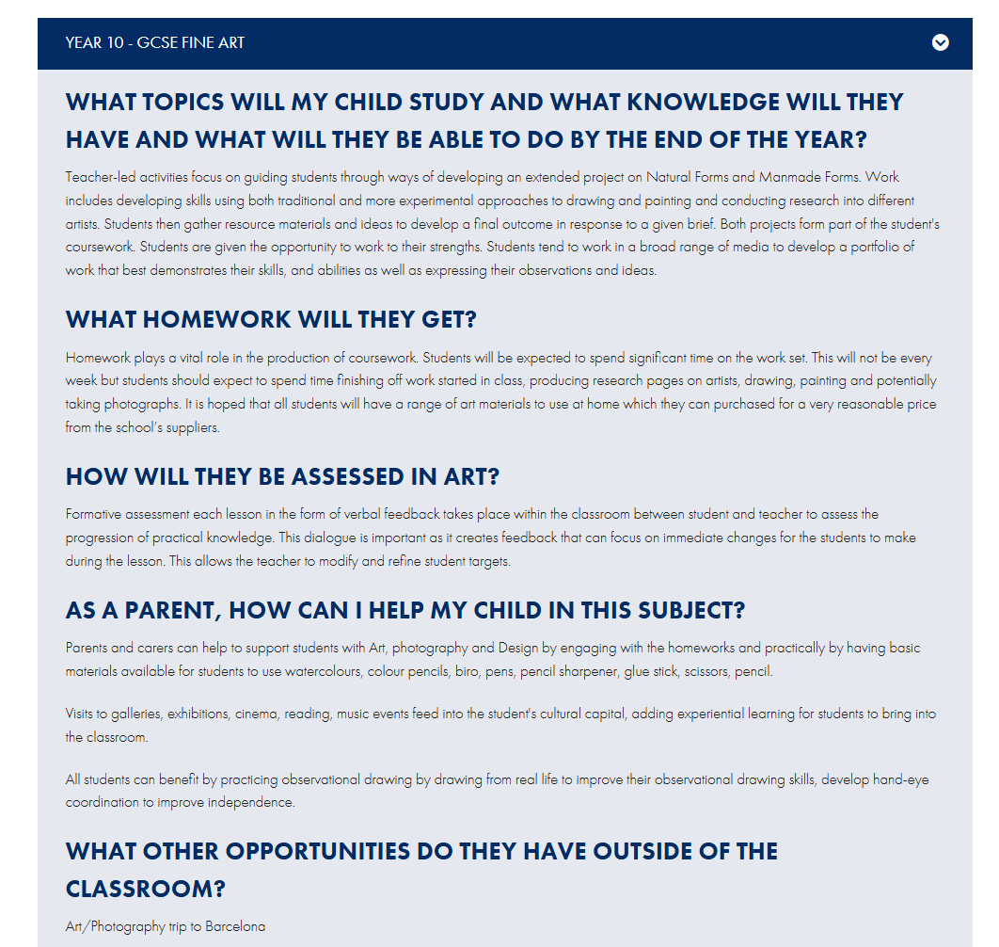 YEAR 10 - GCSE FINE ART
WHAT TOPICS WILL MY CHILD STUDY AND WHAT KNOWLEDGE WILL THEY
HAVE AND WHAT WILL THEY BE ABLE TO DO BY THE END OF THE YEAR?
Teacher-led activities focus on guiding students through ways of developing an extended project on Natural Forms and Manmade Forms. Work
includes developing skills using both traditional and more experimental approaches to drawing and painting and conducting research into different
artists. Students then gather resource materials and ideas to develop a final outcome in response to a given brief. Both projects form part of the student's
coursework. Students are given the opportunity to work to their strengths. Students tend to work in a broad range of media to develop a portfolio of
work that best demonstrates their skills, and abilities as well as expressing their observations and ideas.
WHAT HOMEWORK WILL THEY GET?
Homework plays a vital role in the production of coursework. Students will be expected to spend significant time on the work set. This will not be every
week but students should expect to spend time finishing off work started in class, producing research pages on artists, drawing, painting and potentially
taking photographs. It is hoped that all students will have a range of art materials to use at home which they can purchased for a very reasonable price
from the school’s suppliers.
HOW WILL THEY BE ASSESSED IN ART?
Formative assessment each lesson in the form of verbal feedback takes place within the classroom between student and teacher to assess the
progression of practical knowledge. This dialogue is important as it creates feedback that can focus on immediate changes for the students to make
during the lesson. This allows the teacher to modify and refine student targets.
AS A PARENT, HOW CAN I HELP MY CHILD IN THIS SUBJECT?
Parents and carers can help to support students with Art, photography and Design by engaging with the homeworks and practically by having basic
materials available for students to use watercolours, colour pencils, biro, pens, pencil sharpener, glue stick, scissors, pencil.
Visits to galleries, exhibitions, cinema, reading, music events feed into the student's cultural capital, adding experiential learning for students to bring into
the classroom.
All students can benefit by practicing observational drawing by drawing from real life to improve their observational drawing skills, develop hand-eye
coordination to improve independence.
WHAT OTHER OPPORTUNITIES DO THEY HAVE OUTSIDE OF THE
CLASSROOM?
Art/Photography trip to Barcelona